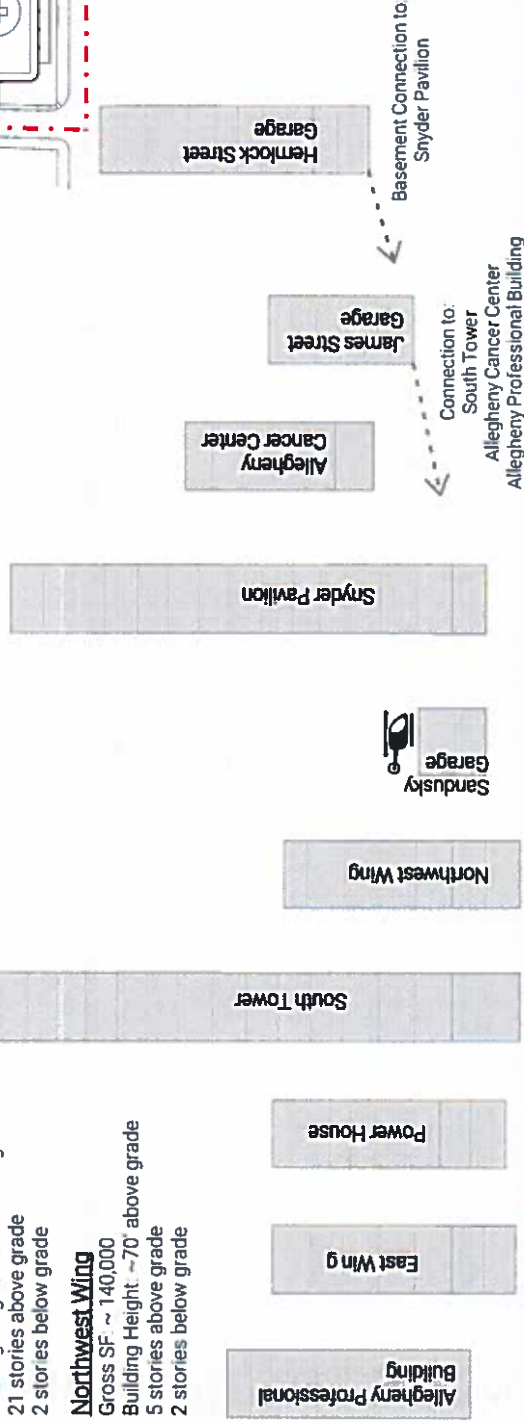 21 stories above grade
2 stories below grade
Northwest Wing
Gross SF: ~ 140,000
Building Height: ~70' above grade
5 stories above grade
2 stories below grade
Allegheny Professional
Building
East Wing
Power House
South Tower
Northwest Wing
Sandusky
Garage
Snyder Pavilion
Allegheny
Cancer Center
James Street
Garage
Hemlock Street
Garage
Connection to:
South Tower
Allegheny Cancer Center
Allegheny Professional Building
Basement Connection to:
Snyder Pavilion